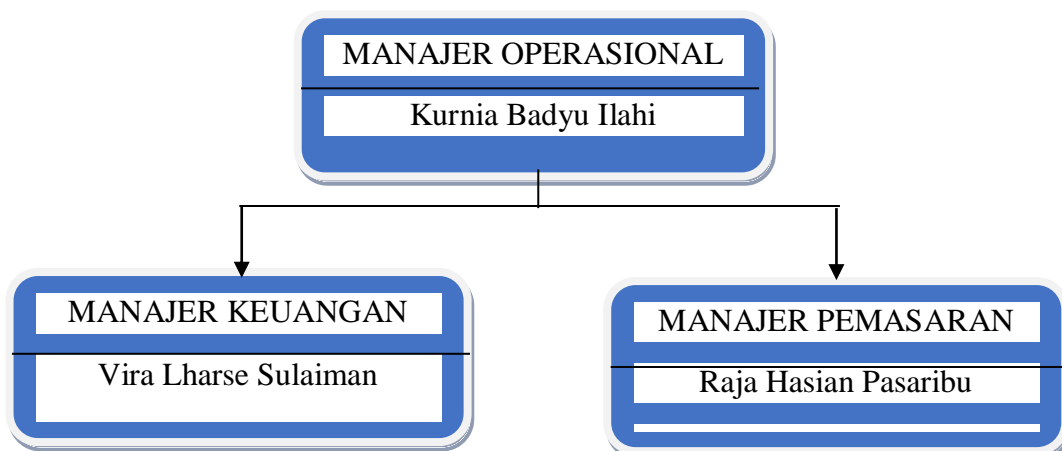 MANAJER OPERASIONAL
Kurnia Badyu Ilahi
MANAJER KEUANGAN
Vira Lharse Sulaiman
MANAJER PEMASARAN
Raja Hasian Pasaribu